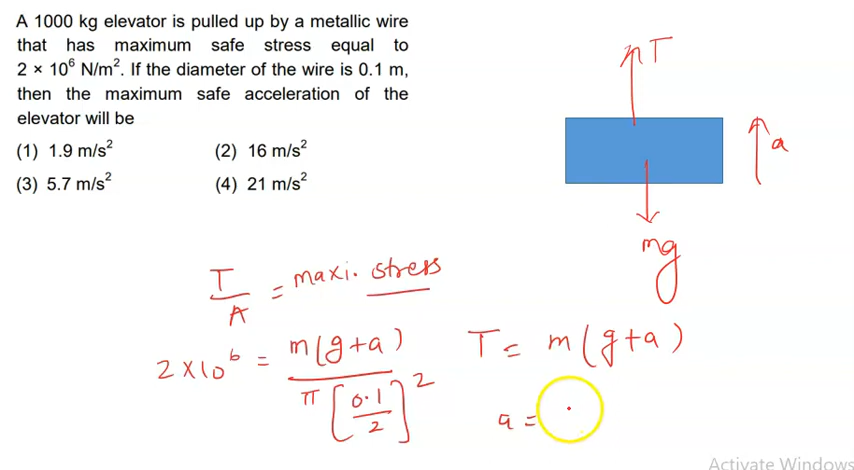 A 1000 kg elevator is pulled up by a metallic wire
that has maximum safe stress equal to
2 × 10⁶ N/m². If the diameter of the wire is 0.1 m,
then the maximum safe acceleration of the
elevator will be
(1) 1.9 m/s² (2) 16 m/s²
(3) 5.7 m/s² (4) 21 m/s²
T
a
mg
T/A = maxi. stress
2×10⁶ = m(g+a) / π[0.1/2]²
T = m(g+a)
a =
Activate Windows